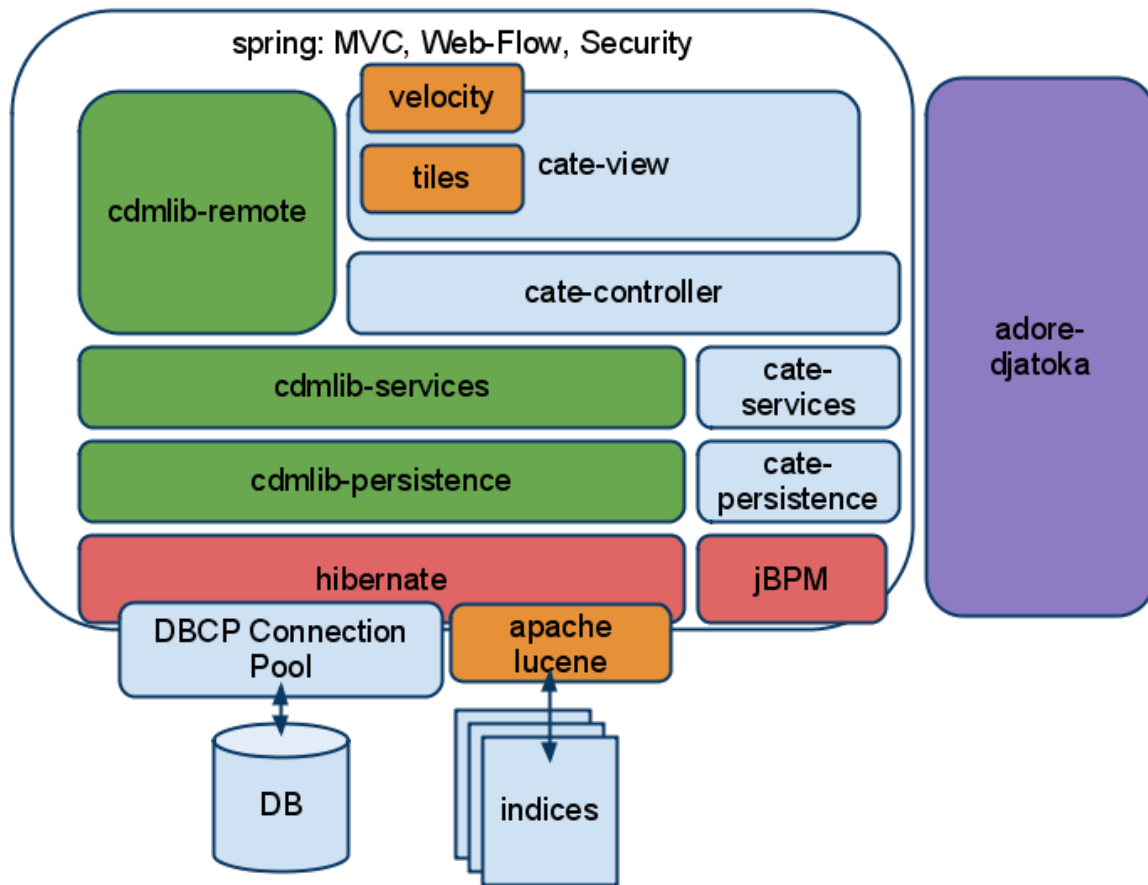 spring: MVC, Web-Flow, Security
velocity
tiles
cate-view
cdmlib-remote
cate-controller
adore-
djatoka
cdmlib-services
cate-
services
cdmlib-persistence
cate-
persistence
hibernate
jBPM
DBCP Connection
Pool
apache
lucene
DB
indices